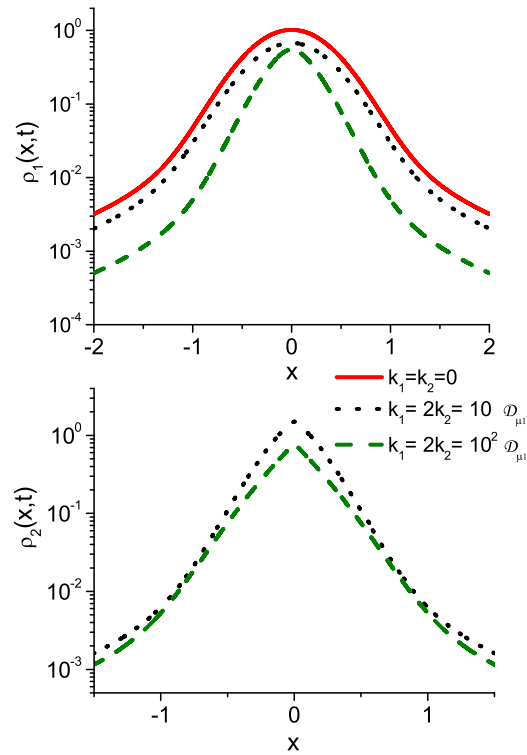 10⁰
10⁻¹
10⁻²
10⁻³
10⁻⁴
ρ₁(x,t)
-2 -1 0 1 2
x
k₁=k₂=0
k₁= 2k₂= 10 𝒟μ1
k₁= 2k₂= 10² 𝒟μ1
10⁰
10⁻¹
10⁻²
10⁻³
ρ₂(x,t)
-1 0 1
x